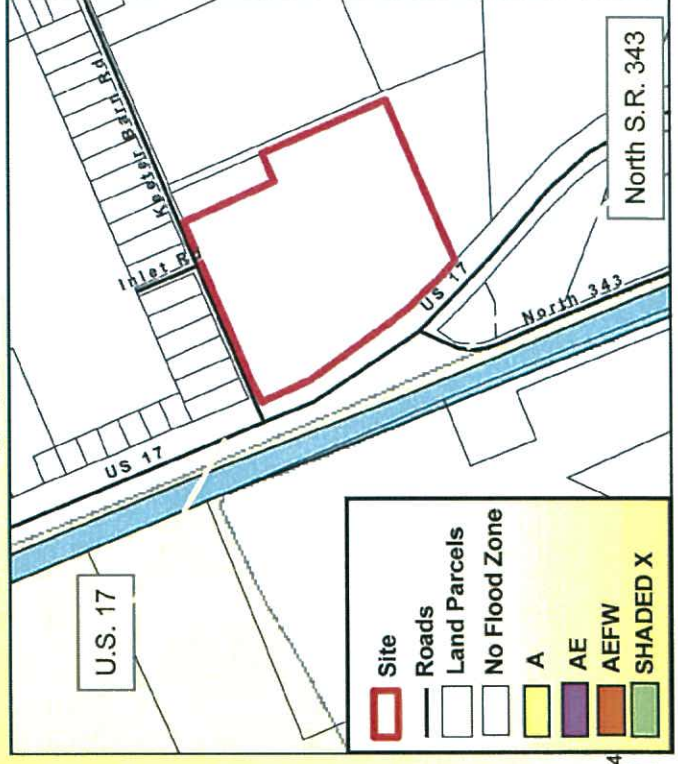 Keeter Barn Rd
Inlet Rd
US 17
US 17
North 343
U.S. 17
North S.R. 343
Site
Roads
Land Parcels
No Flood Zone
A
AE
AEFW
SHADED X
4